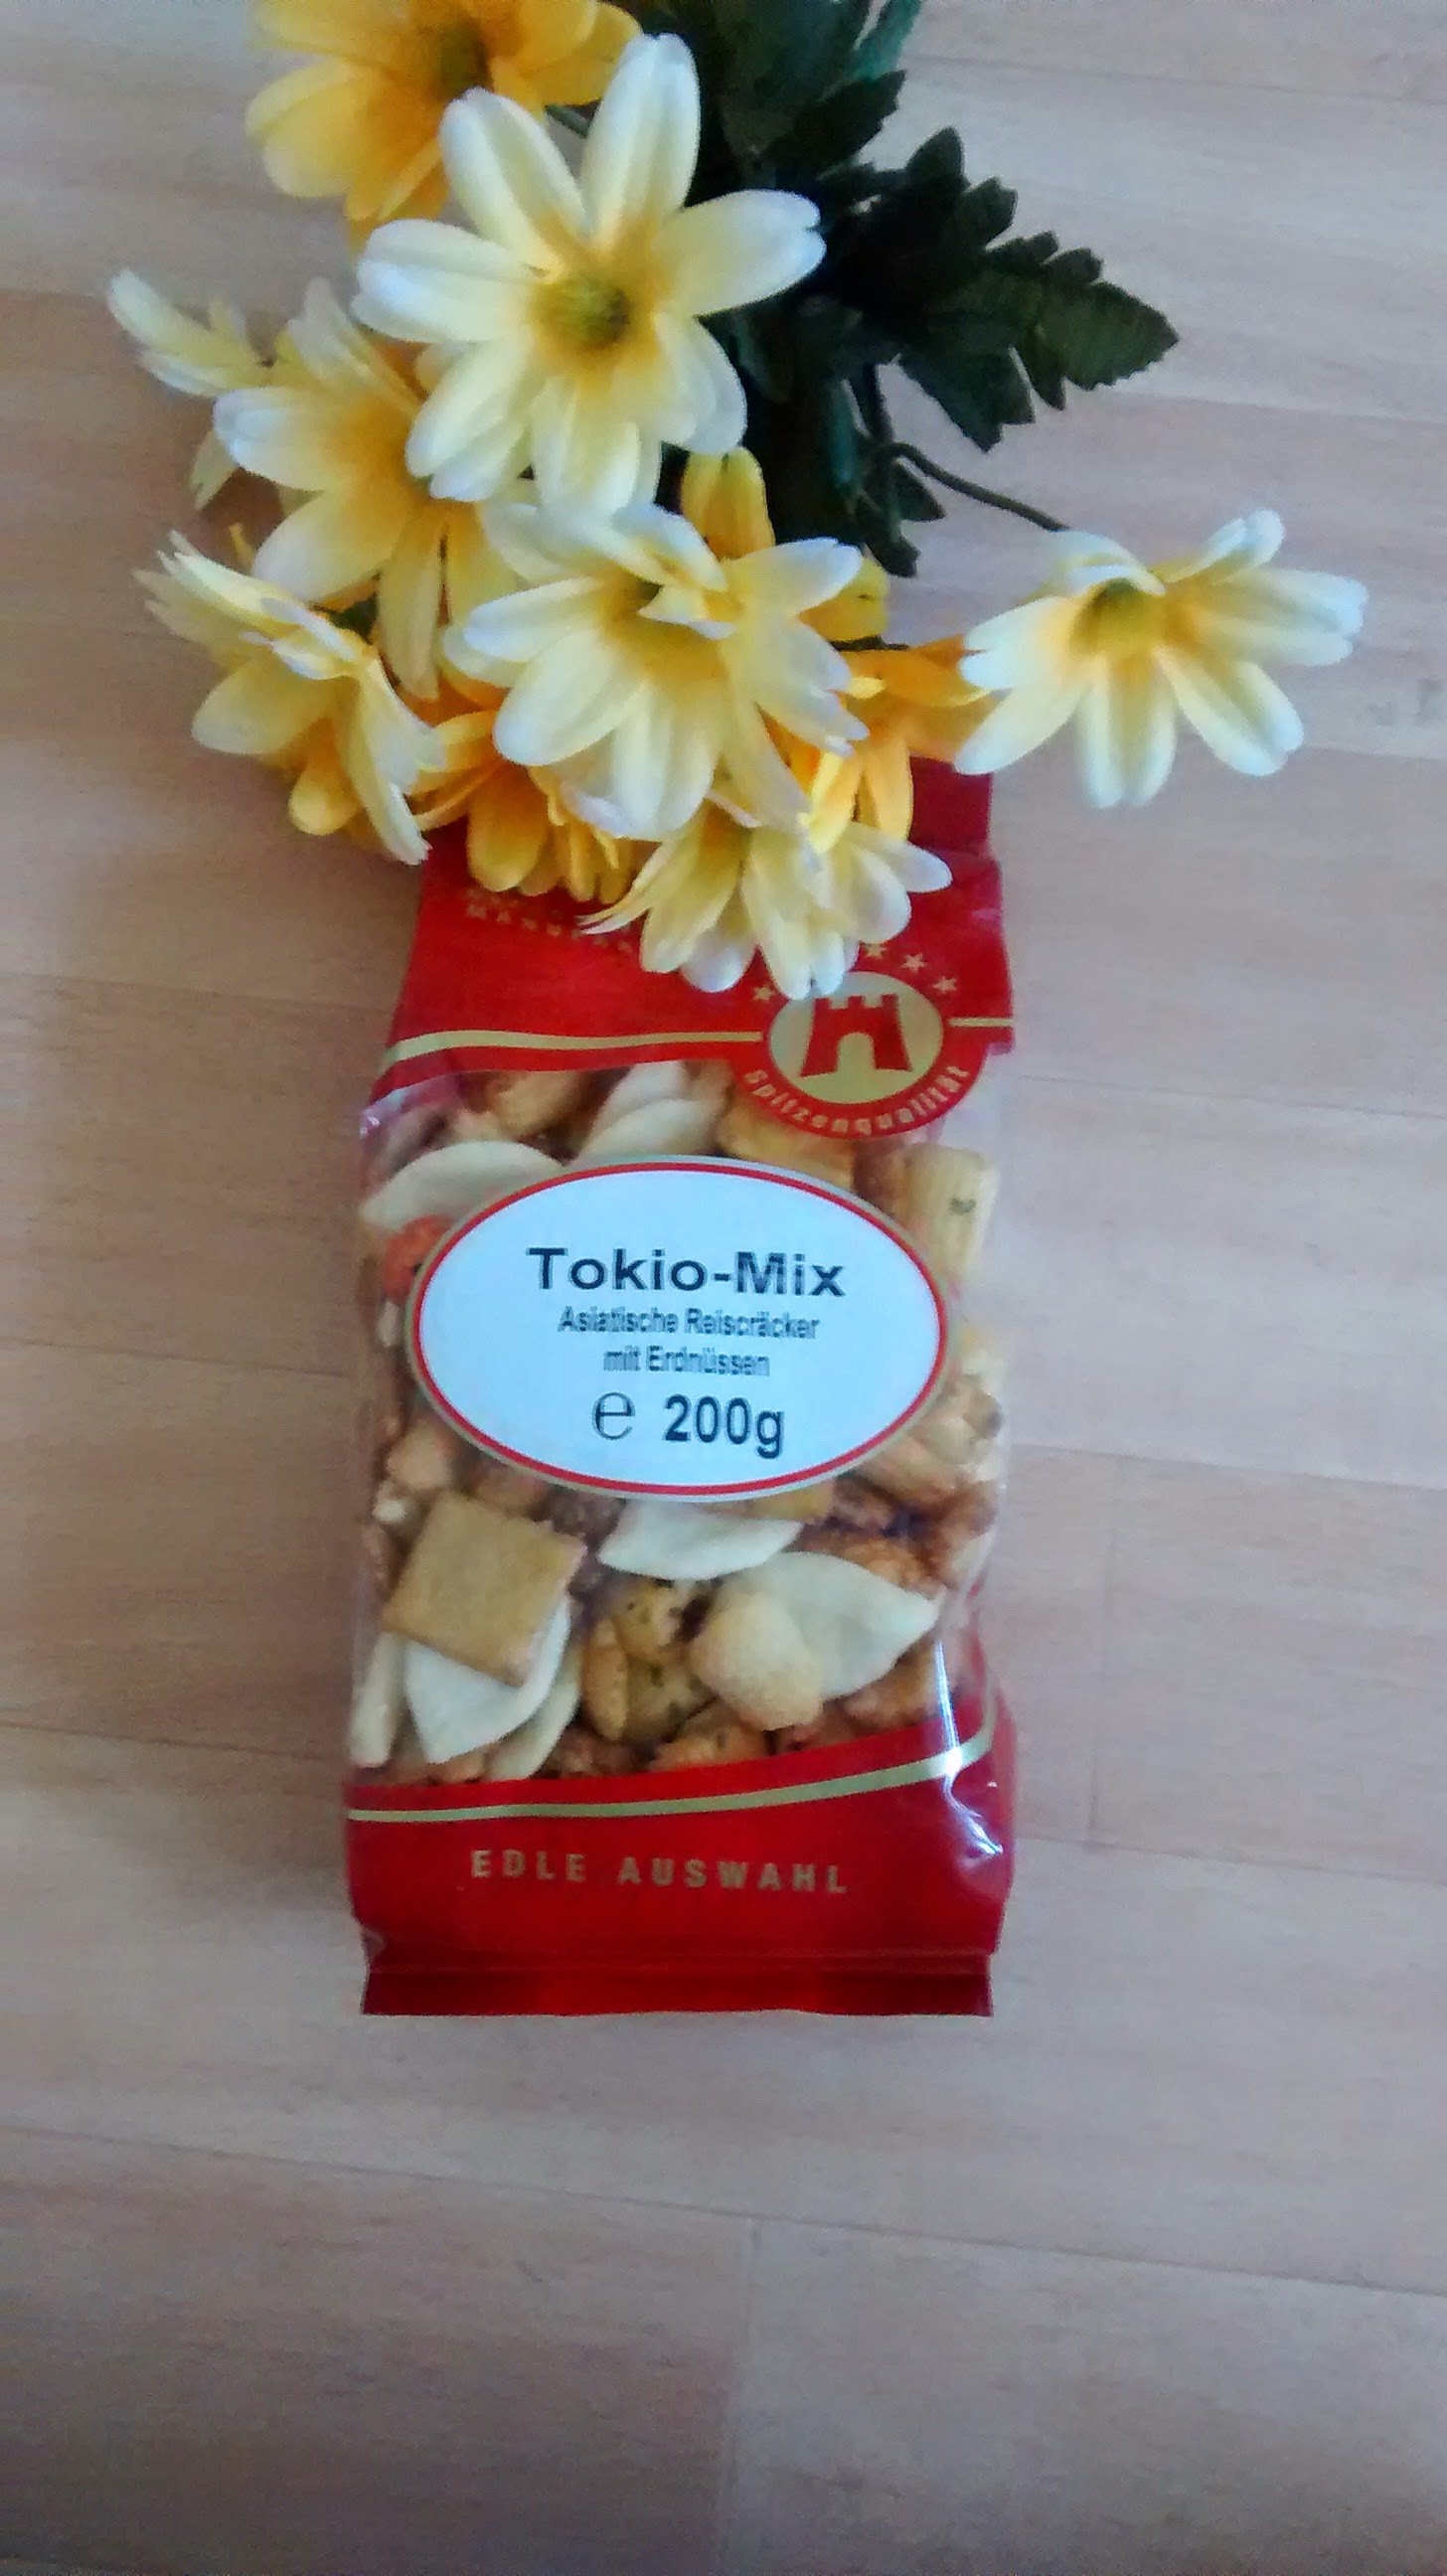 Spitzenqualität
Tokio-Mix
Asiatische Reiscräcker
mit Erdnüssen
℮ 200g
EDLE AUSWAHL